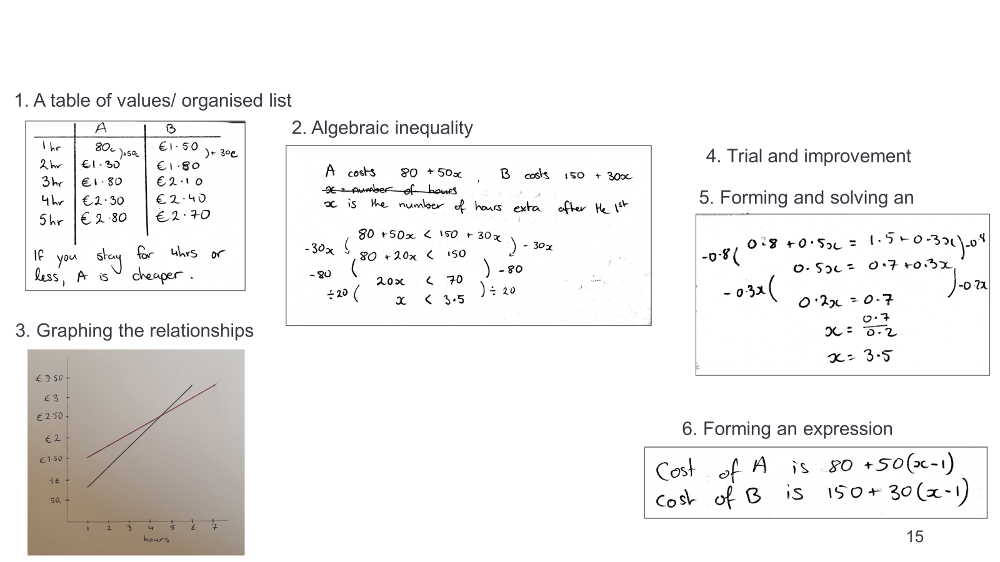 1. A table of values/ organised list
A B
1hr 80c )+50c €1.50 )+ 30c
2hr €1.30 €1.80
3hr €1.80 €2.10
4hr €2.30 €2.40
5hr €2.80 €2.70
If you stay for 4hrs or
less, A is cheaper.
2. Algebraic inequality
A costs 80 + 50x , B costs 150 + 30x
x = number of hours
x is the number of hours extra after the 1st
80 + 50x < 150 + 30x
-30x ( ) - 30x
80 + 20x < 150
-80 ( ) - 80
20x < 70
÷20 ( ) ÷ 20
x < 3.5
3. Graphing the relationships
€3.50
€3
€2.50
€2
€1.50
1€
50c
1 2 3 4 5 6 7
hours
4. Trial and improvement
5. Forming and solving an
-0.8( 0.8 + 0.5x = 1.5 + 0.3x )-0.8
0.5x = 0.7 + 0.3x
- 0.3x( )-0.2x
0.2x = 0.7
x = 0.7/0.2
x = 3.5
6. Forming an expression
Cost of A is 80 + 50(x-1)
Cost of B is 150 + 30(x-1)
15